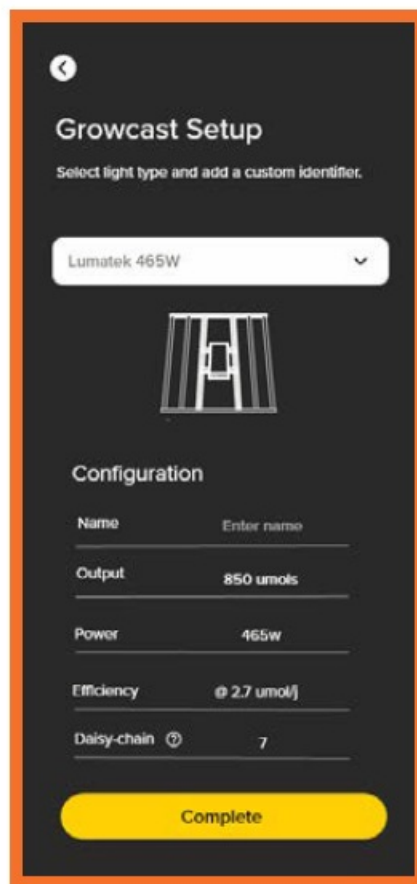 Growcast Setup
Select light type and add a custom identifier.
Lumatek 465W
Configuration
Name Enter name
Output 850 umols
Power 465w
Efficiency @ 2.7 umol/j
Daisy-chain ? 7
Complete